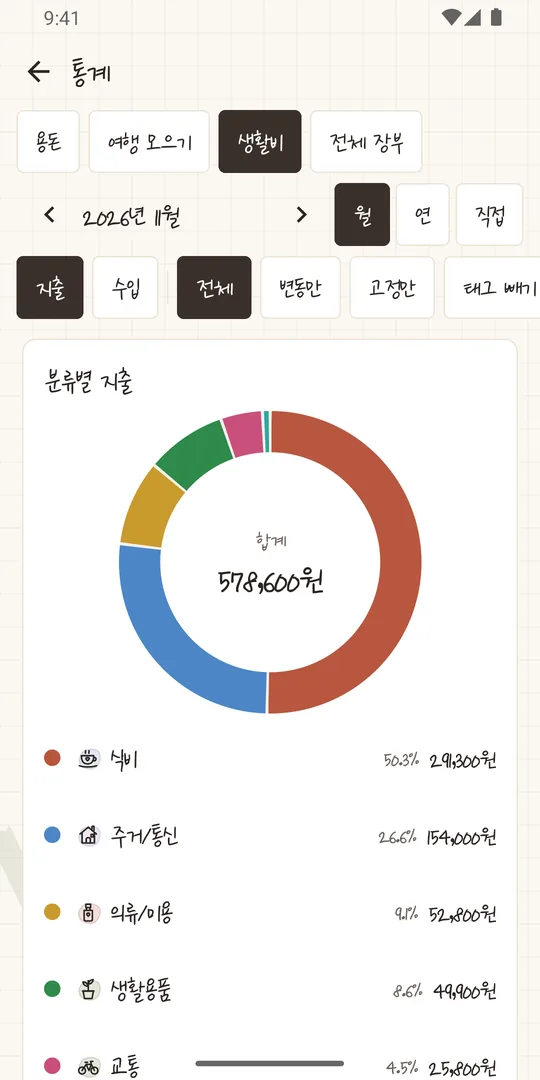 9:41
통계
용돈 여행 모으기 생활비 전체 장부
2026년 11월 월 연 직접
지출 수입 전체 변동만 고정만 태그 빼기
분류별 지출
합계
578,600원
식비 50.3% 291,300원
주거/통신 26.6% 154,000원
의류/미용 9.1% 52,800원
생활용품 8.6% 49,900원
교통 4.5% 25,800원